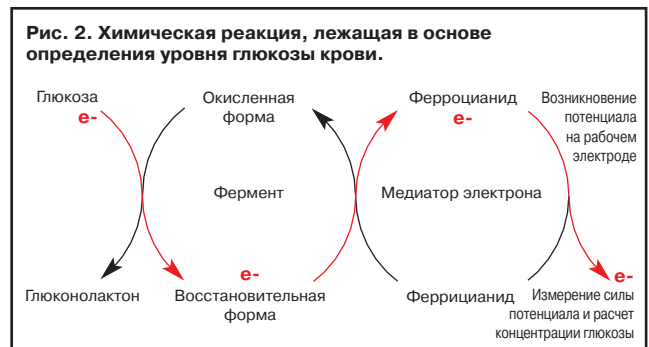 Рис. 2. Химическая реакция, лежащая в основе
определения уровня глюкозы крови.
Глюкоза
е-
Окисленная
форма
Ферроцианид
е-
Возникновение
потенциала
на рабочем
электроде
Фермент
Медиатор электрона
Глюконолактон
е-
Восстановительная
форма
Феррицианид
е-
Измерение силы
потенциала и расчет
концентрации глюкозы